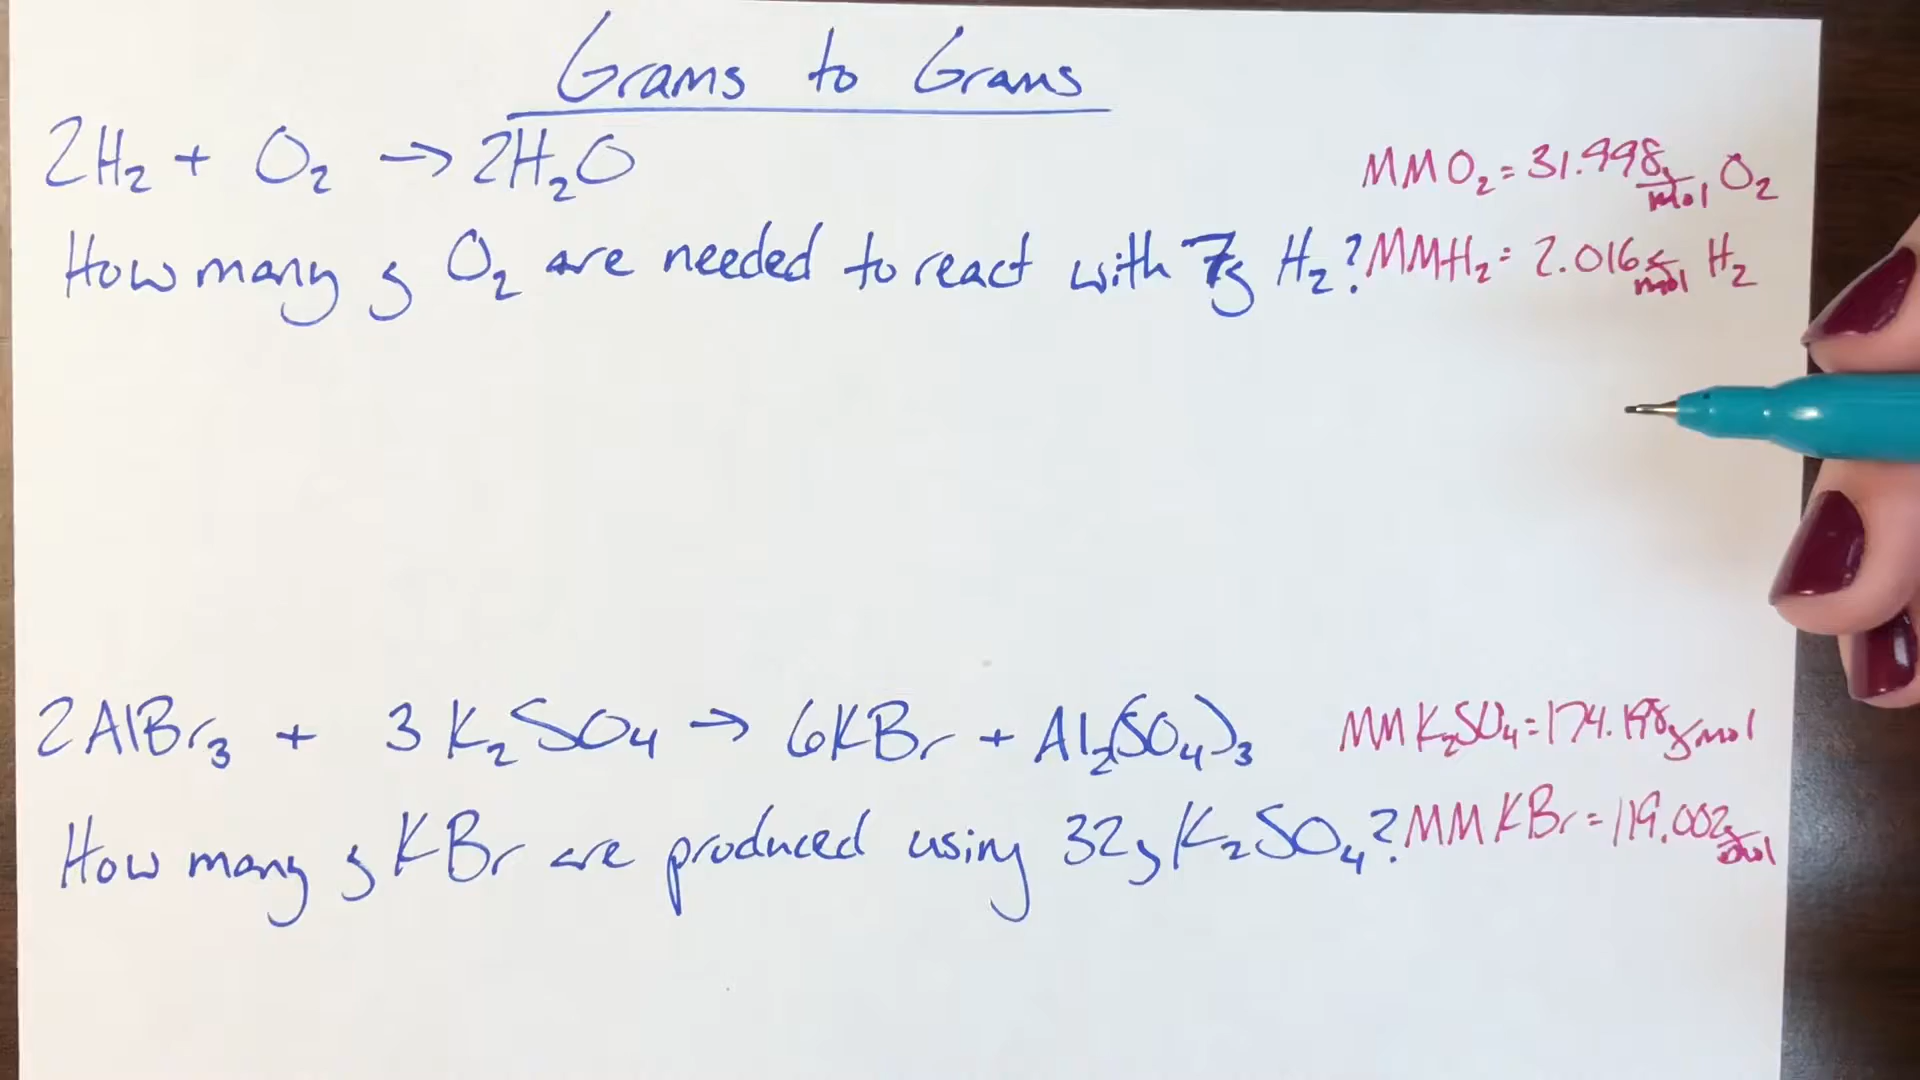 Grams to Grams
2H₂ + O₂ → 2H₂O
MM O₂ = 31.998 g/mol O₂
How many g O₂ are needed to react with 7g H₂?
MM H₂ = 2.016 g/mol H₂
2AlBr₃ + 3K₂SO₄ → 6KBr + Al₂(SO₄)₃
MM K₂SO₄ = 174.198 g/mol
How many g KBr are produced using 32g K₂SO₄?
MM KBr = 119.002 g/mol